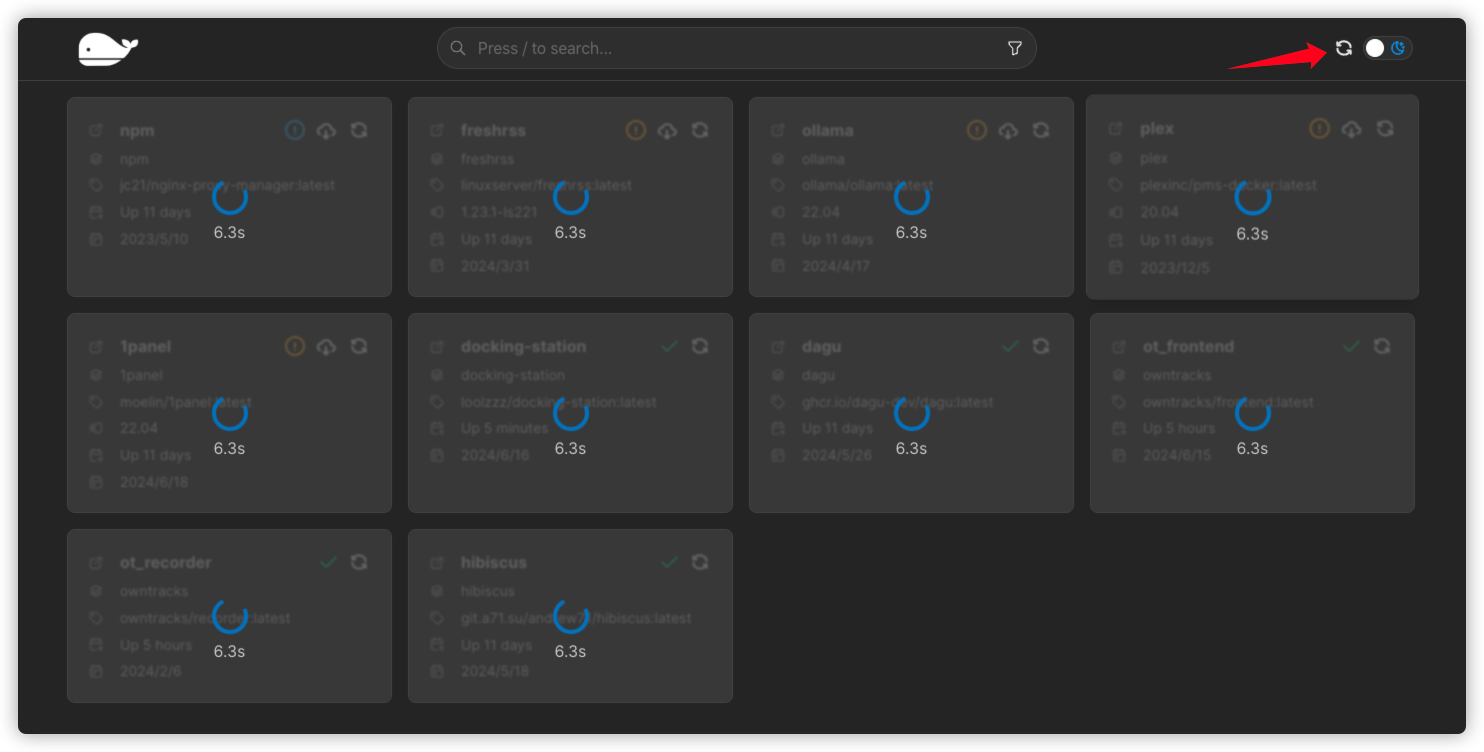 Press / to search...
npm
npm
jc21/nginx-proxy-manager:latest
Up 11 days
2023/5/10
6.3s
freshrss
freshrss
linuxserver/freshrss:latest
1.23.1-ls221
Up 11 days
2024/3/31
6.3s
ollama
ollama
ollama/ollama:latest
22.04
Up 11 days
2024/4/17
6.3s
plex
plex
plexinc/pms-docker:latest
20.04
Up 11 days
2023/12/5
6.3s
1panel
1panel
moelin/1panel:latest
22.04
Up 11 days
2024/6/18
6.3s
docking-station
docking-station
loolzzz/docking-station:latest
Up 5 minutes
2024/6/16
6.3s
dagu
dagu
ghcr.io/dagu-dev/dagu:latest
Up 11 days
2024/5/26
6.3s
ot_frontend
owntracks
owntracks/frontend:latest
Up 5 hours
2024/6/15
6.3s
ot_recorder
owntracks
owntracks/recorder:latest
Up 5 hours
2024/2/6
6.3s
hibiscus
hibiscus
git.a71.su/andrew71/hibiscus:latest
Up 11 days
2024/5/18
6.3s